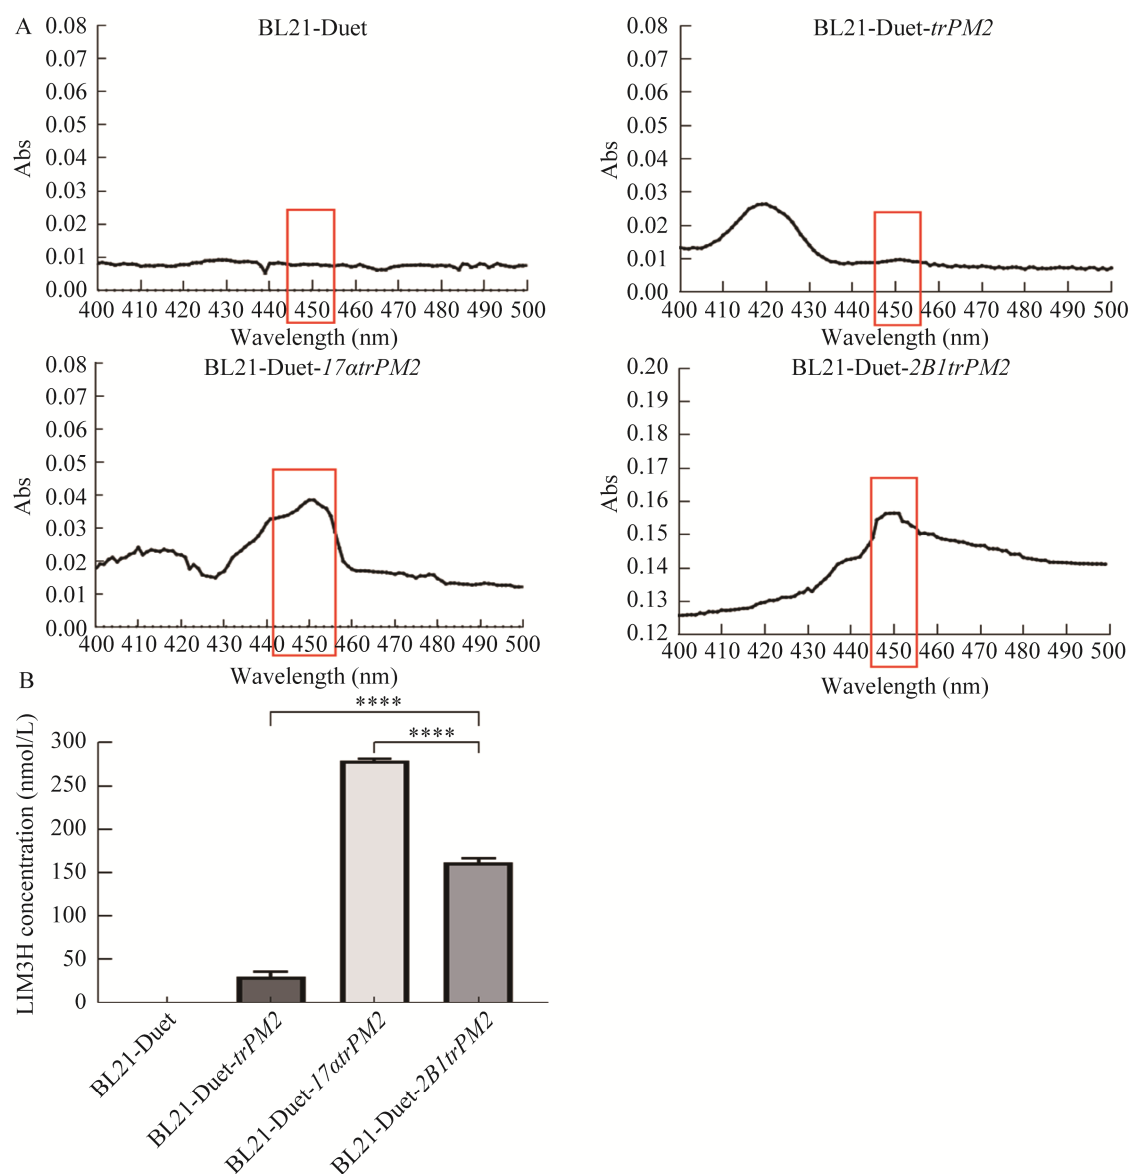 A
BL21-Duet
0.08
0.07
0.06
0.05
0.04
0.03
0.02
0.01
0.00
Abs
400 410 420 430 440 450 460 470 480 490 500
Wavelength (nm)
BL21-Duet-trPM2
0.08
0.07
0.06
0.05
0.04
0.03
0.02
0.01
0.00
Abs
400 410 420 430 440 450 460 470 480 490 500
Wavelength (nm)
BL21-Duet-17αtrPM2
0.08
0.07
0.06
0.05
0.04
0.03
0.02
0.01
0.00
Abs
400 410 420 430 440 450 460 470 480 490 500
Wavelength (nm)
BL21-Duet-2B1trPM2
0.20
0.19
0.18
0.17
0.16
0.15
0.14
0.13
0.12
Abs
400 410 420 430 440 450 460 470 480 490 500
Wavelength (nm)
B
****
****
300
250
200
150
100
50
0
LIM3H concentration (nmol/L)
BL21-Duet
BL21-Duet-trPM2
BL21-Duet-17αtrPM2
BL21-Duet-2B1trPM2